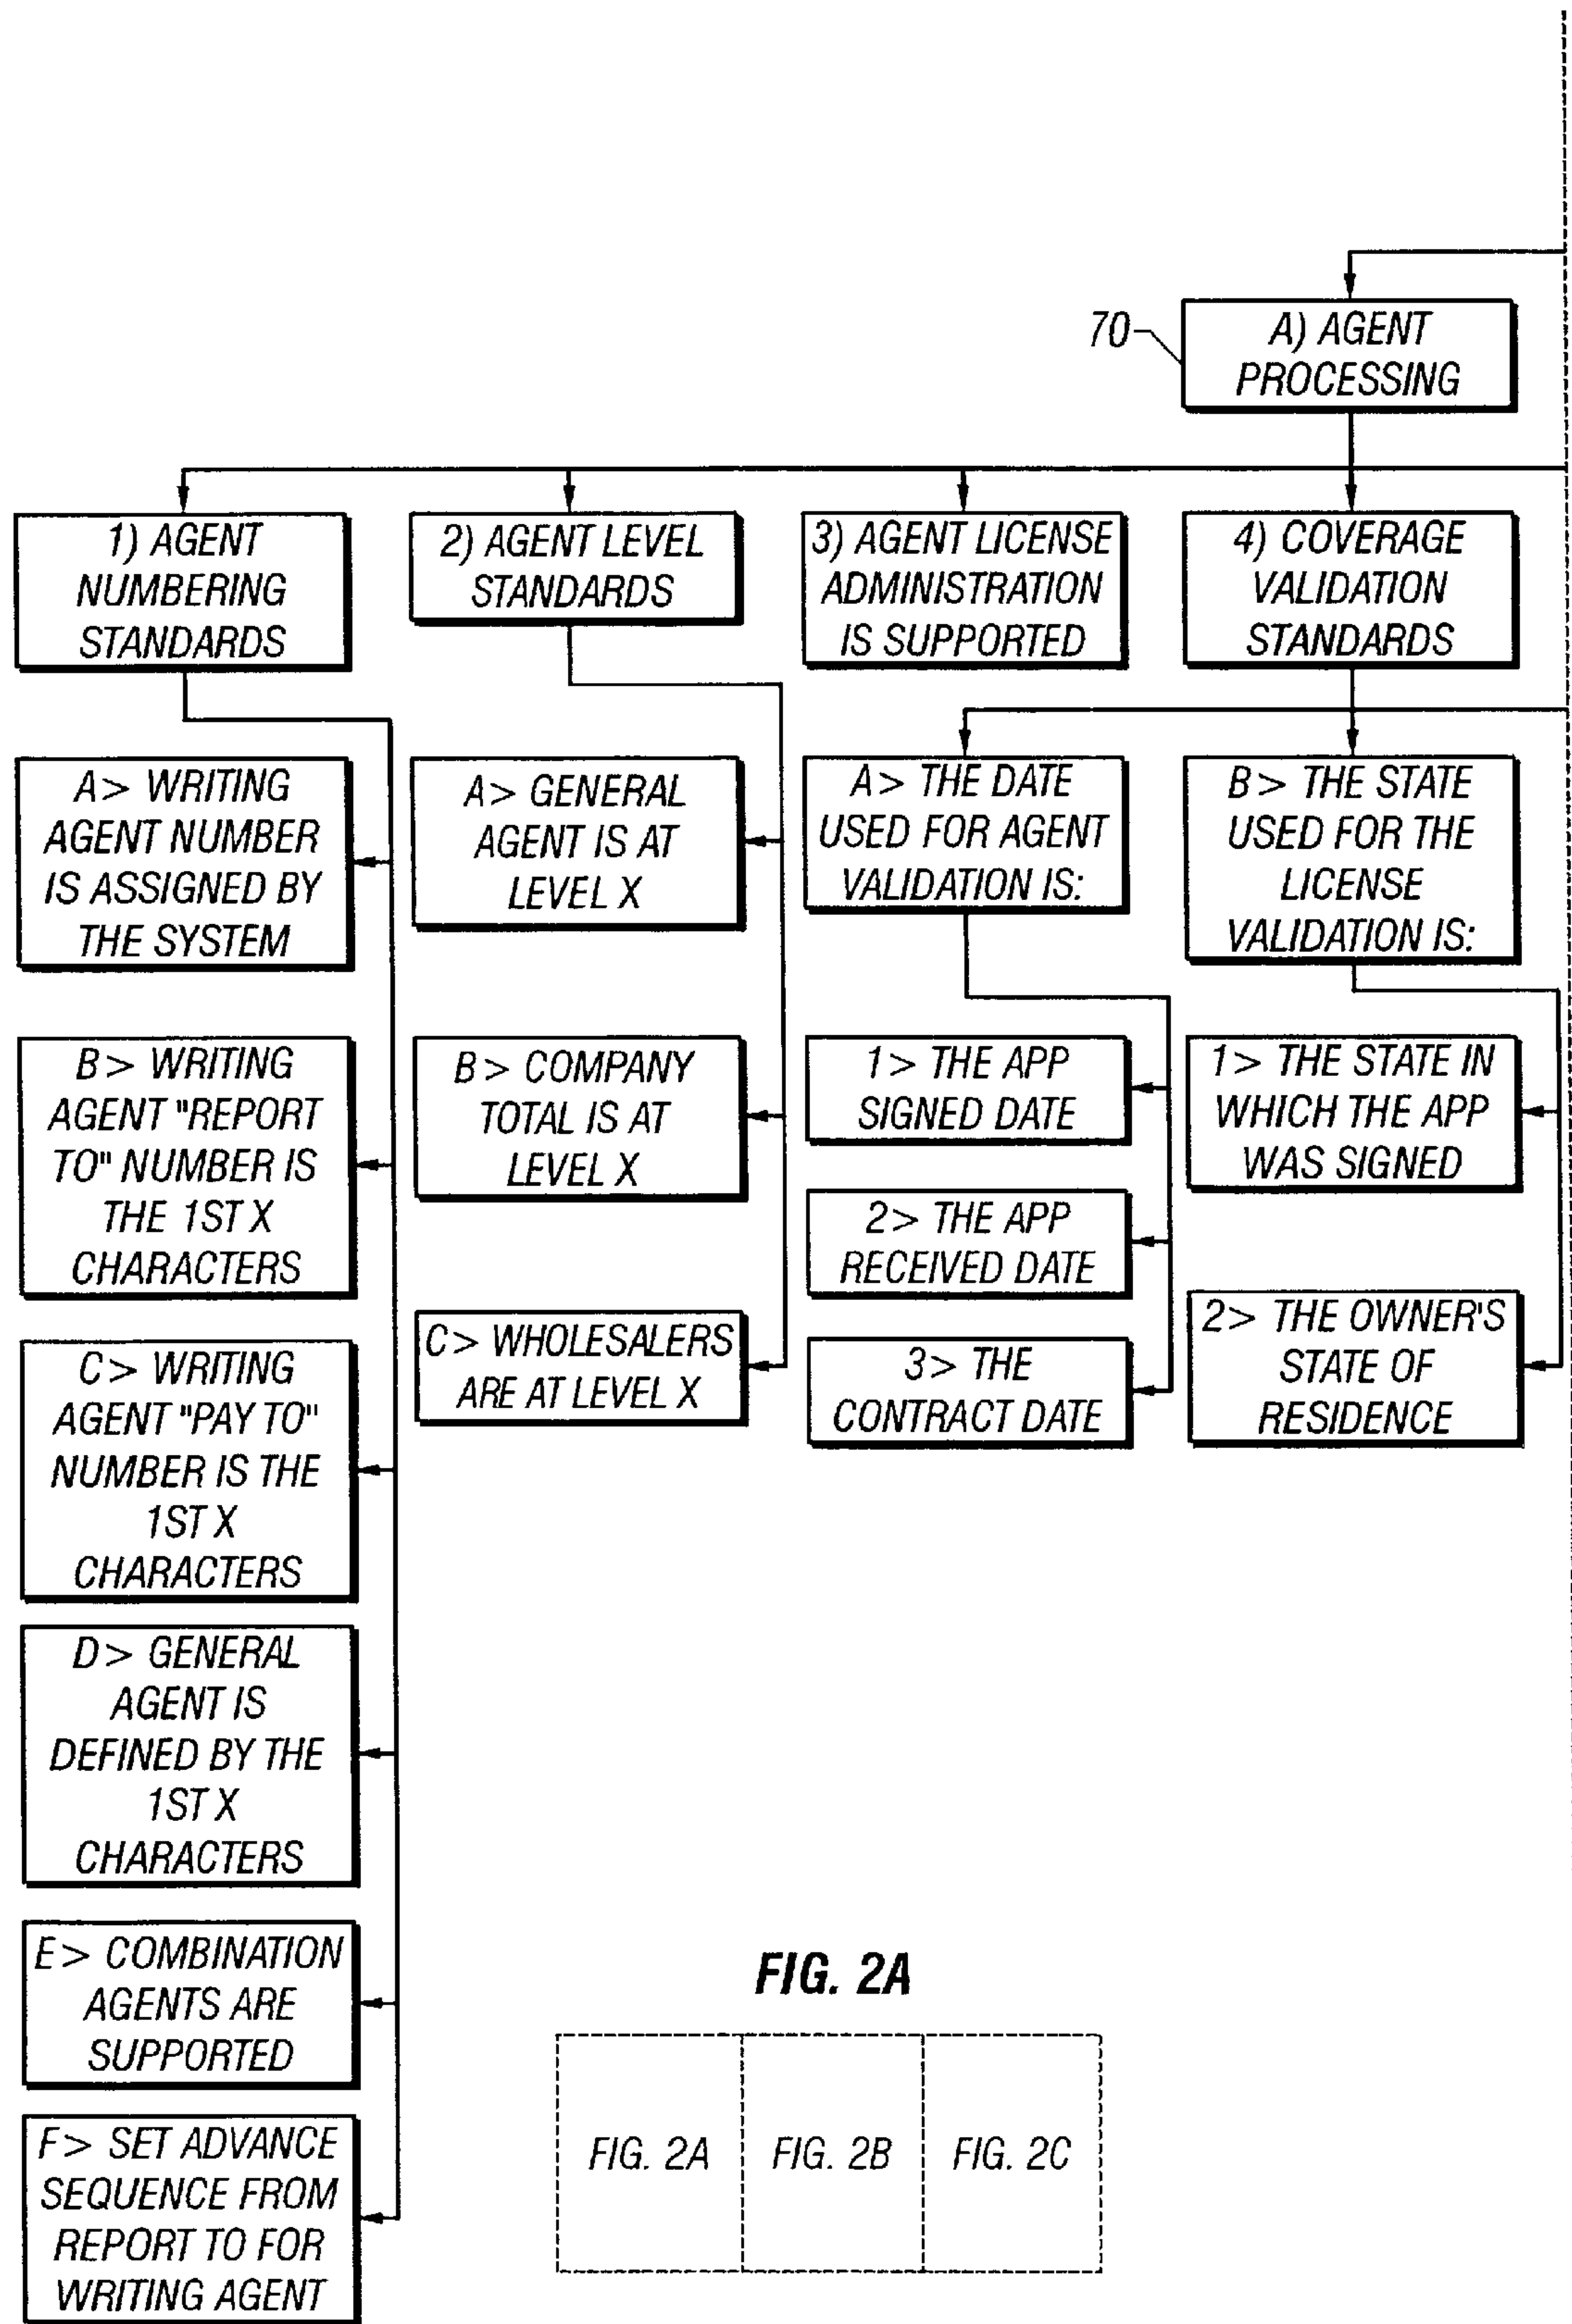 70
A) AGENT
PROCESSING
1) AGENT
NUMBERING
STANDARDS
2) AGENT LEVEL
STANDARDS
3) AGENT LICENSE
ADMINISTRATION
IS SUPPORTED
4) COVERAGE
VALIDATION
STANDARDS
A> WRITING
AGENT NUMBER
IS ASSIGNED BY
THE SYSTEM
B> WRITING
AGENT "REPORT
TO" NUMBER IS
THE 1ST X
CHARACTERS
C> WRITING
AGENT "PAY TO"
NUMBER IS THE
1ST X
CHARACTERS
D> GENERAL
AGENT IS
DEFINED BY THE
1ST X
CHARACTERS
E> COMBINATION
AGENTS ARE
SUPPORTED
F> SET ADVANCE
SEQUENCE FROM
REPORT TO FOR
WRITING AGENT
A> GENERAL
AGENT IS AT
LEVEL X
B> COMPANY
TOTAL IS AT
LEVEL X
C> WHOLESALERS
ARE AT LEVEL X
A> THE DATE
USED FOR AGENT
VALIDATION IS:
1> THE APP
SIGNED DATE
2> THE APP
RECEIVED DATE
3> THE
CONTRACT DATE
B> THE STATE
USED FOR THE
LICENSE
VALIDATION IS:
1> THE STATE IN
WHICH THE APP
WAS SIGNED
2> THE OWNER'S
STATE OF
RESIDENCE
FIG. 2A
FIG. 2A
FIG. 2B
FIG. 2C